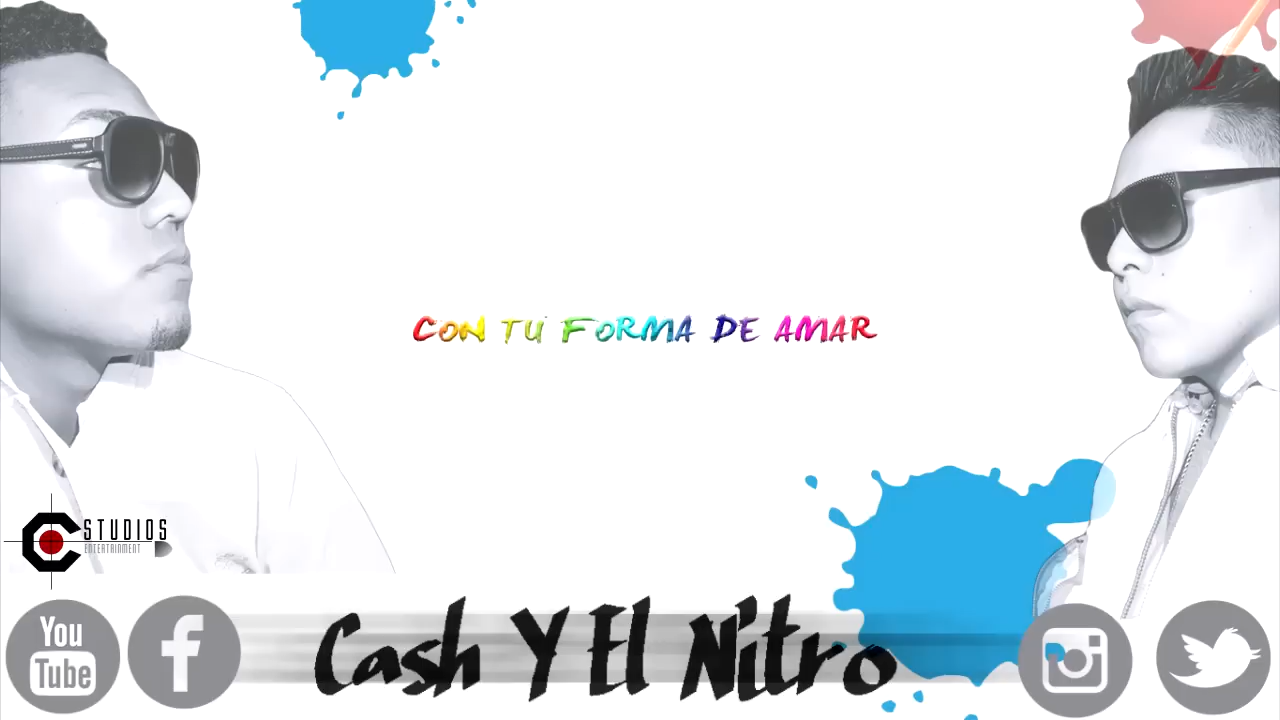 CON TU FORMA DE AMAR
C STUDIOS
ENTERTAINMENT
You
Tube
f
Cash Y El Nitro